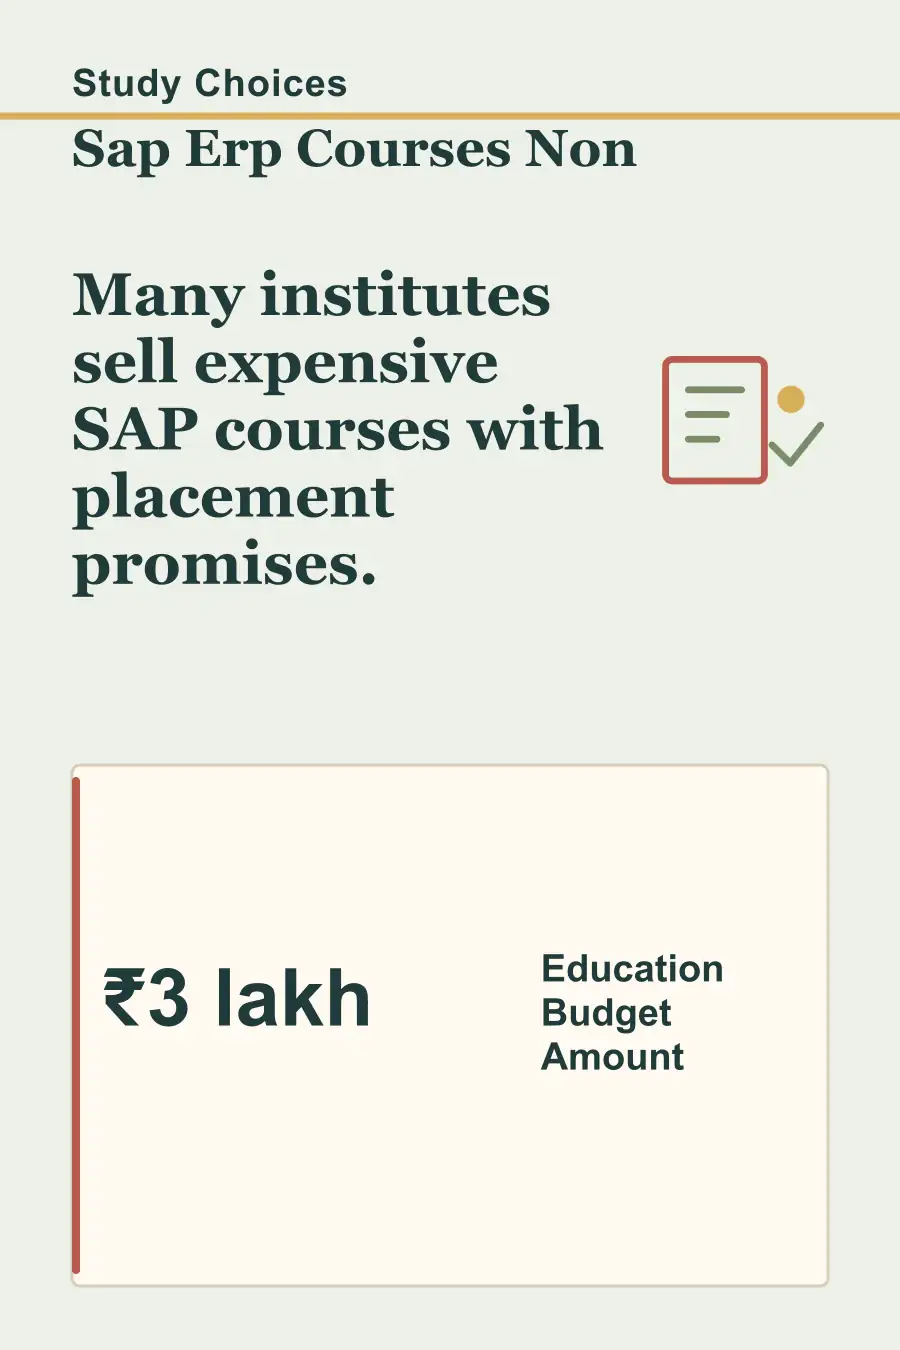 Study Choices
Sap Erp Courses Non
Many institutes
sell expensive
SAP courses with
placement
promises.
₹3 lakh
Education
Budget
Amount